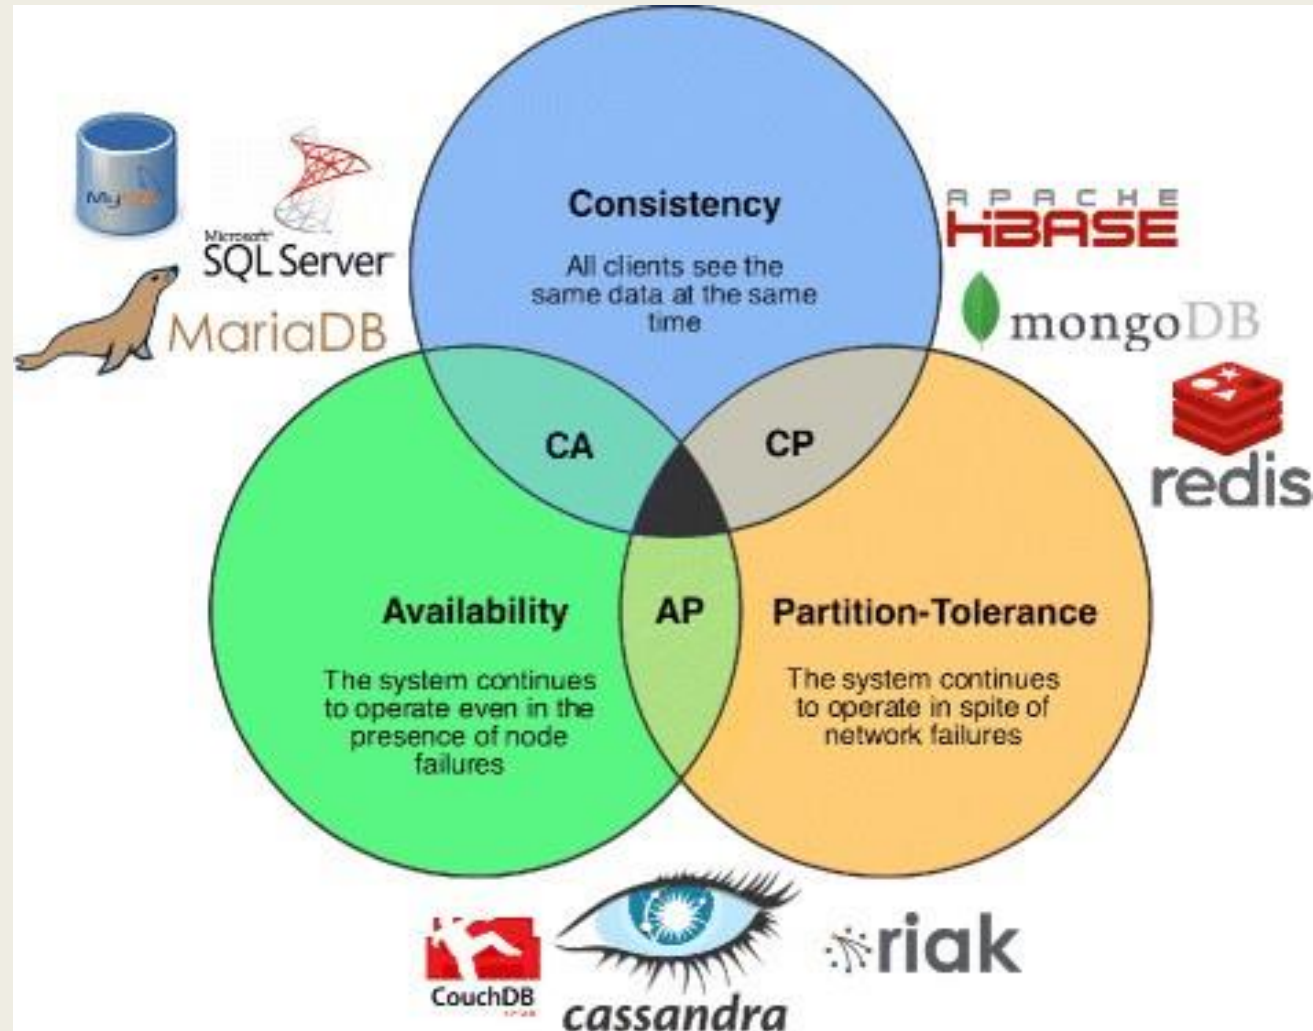 Consistency
All clients see the
same data at the same
time
MySQL
Microsoft
SQL Server
MariaDB
APACHE
HBASE
mongoDB
redis
CA
CP
Availability
AP
Partition-Tolerance
The system continues
to operate even in the
presence of node
failures
The system continues
to operate in spite of
network failures
CouchDB
cassandra
riak